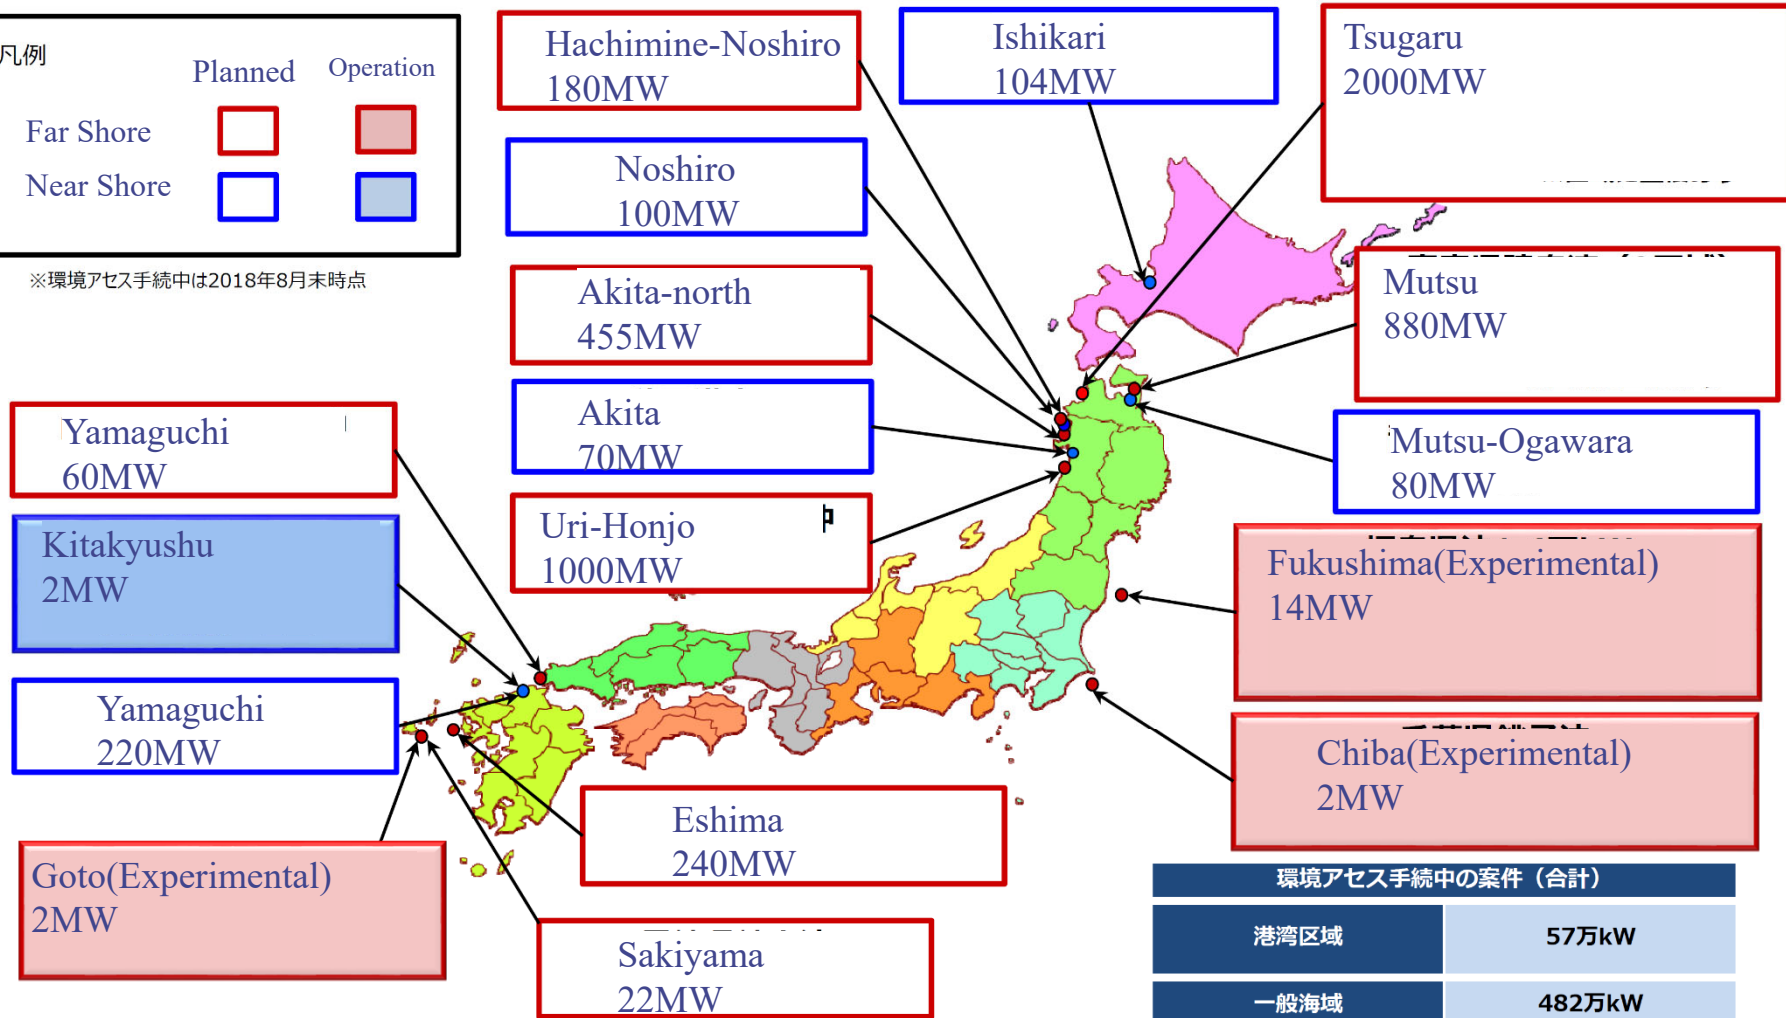 凡例
Planned Operation
Far Shore
Near Shore
※環境アセス手続中は2018年8月末時点
Hachimine-Noshiro
180MW
Ishikari
104MW
Tsugaru
2000MW
Noshiro
100MW
Akita-north
455MW
Mutsu
880MW
Akita
70MW
Mutsu-Ogawara
80MW
Yamaguchi
60MW
Uri-Honjo
1000MW
Kitakyushu
2MW
Fukushima(Experimental)
14MW
Yamaguchi
220MW
Chiba(Experimental)
2MW
Eshima
240MW
Goto(Experimental)
2MW
Sakiyama
22MW
環境アセス手続中の案件（合計）
港湾区域 57万kW
一般海域 482万kW